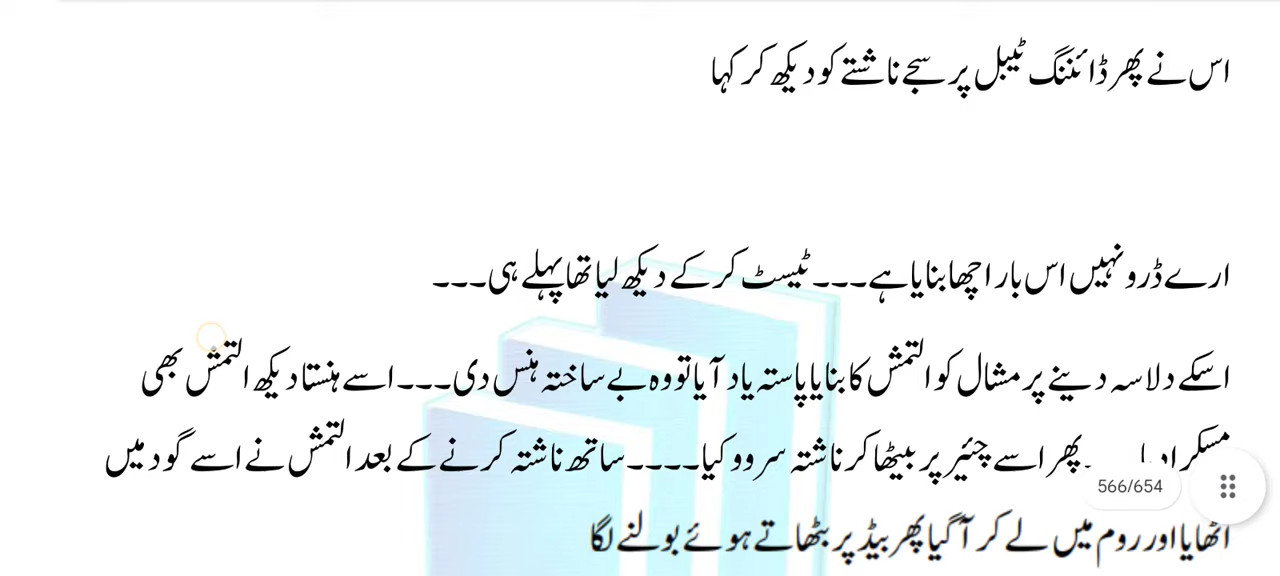 اس نے پھر ڈائننگ ٹیبل پر سجے ناشتے کو دیکھ کر کہا
ارے ڈرو نہیں اس بار اچھا بنایا ہے۔۔۔ ٹیسٹ کر کے دیکھ لیا تھا پہلے ہی۔۔۔
اسکے دلاسہ دینے پر مشال کو التمش کا بنایا پاستہ یاد آیا تو وہ بے ساختہ ہنس دی۔۔۔ اسے ہنستا دیکھ التمش بھی
پھر اسے چئیر پر بیٹھا کر ناشتہ سروو کیا۔۔۔۔ ساتھ ناشتہ کرنے کے بعد التمش نے اسے گود میں
566/654
اٹھایا اور روم میں لے کر آ گیا پھر بیڈ پر بٹھاتے ہوئے بولنے لگا